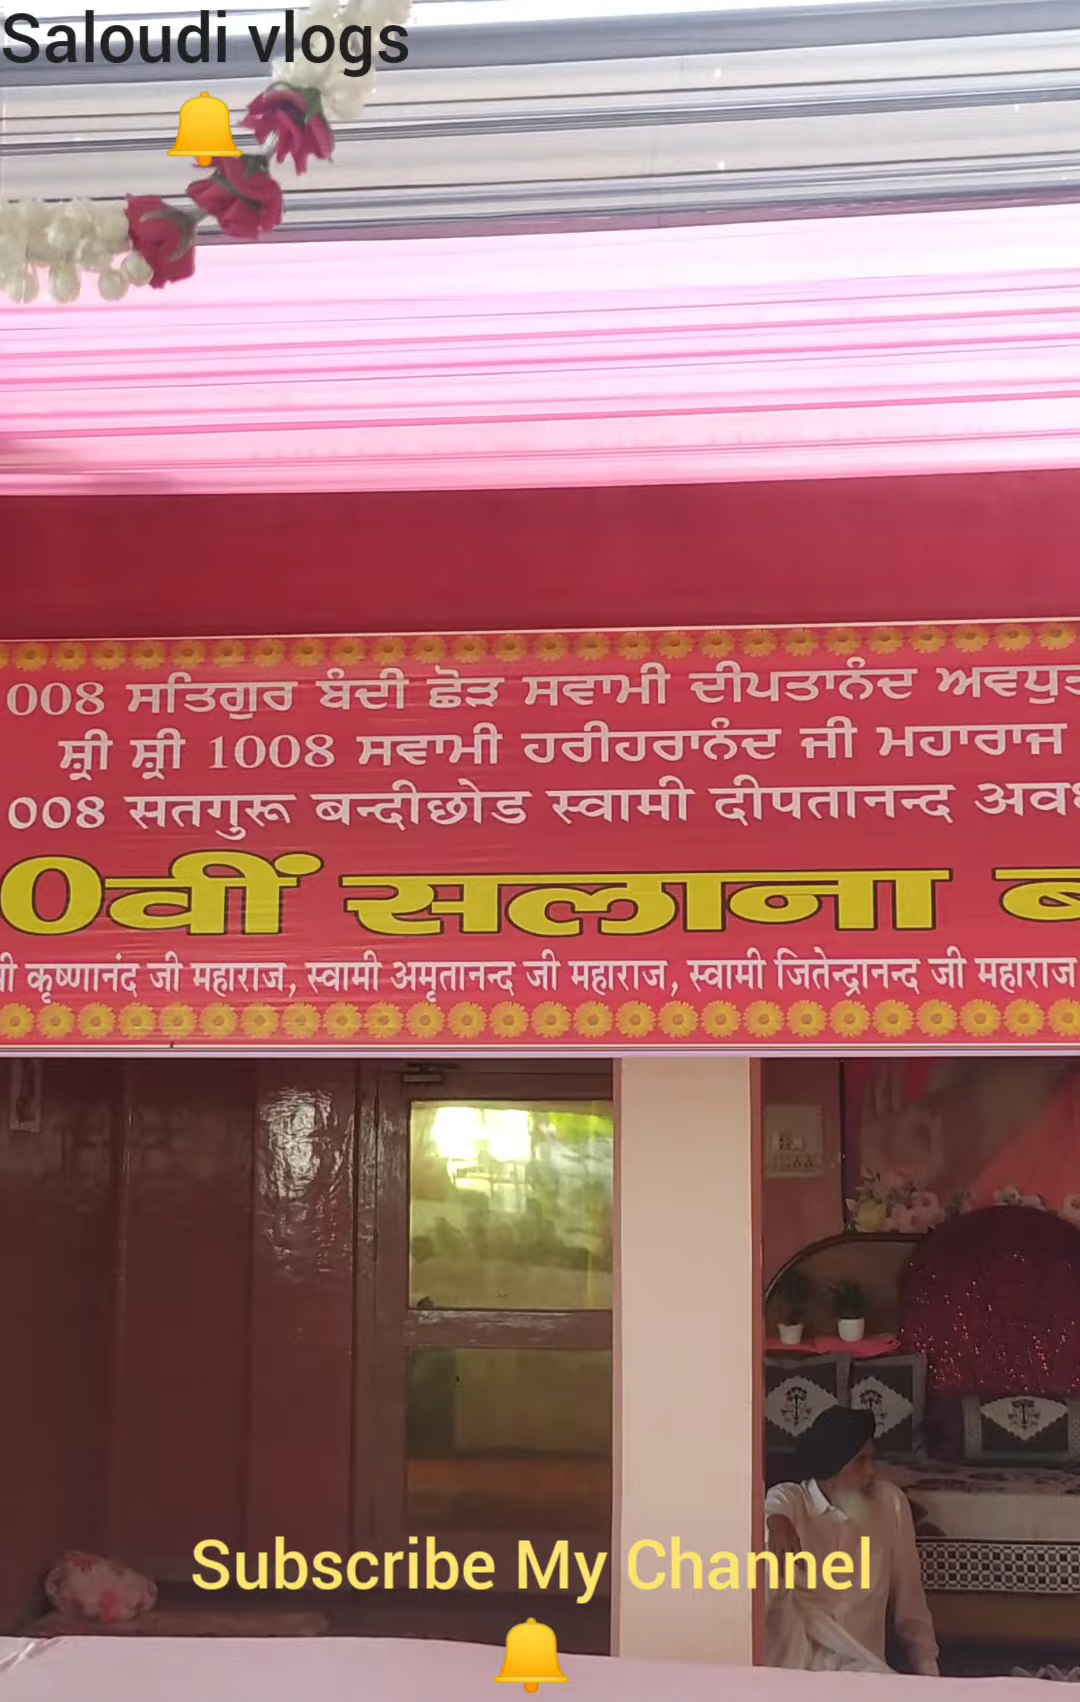 Saloudi vlogs
008 ਸਤਿਗੁਰ ਬੰਦੀ ਛੋੜ ਸਵਾਮੀ ਦੀਪਤਾਨੰਦ
ਸ਼੍ਰੀ ਸ਼੍ਰੀ 1008 ਸਵਾਮੀ ਹਰੀਹਰਾਨੰਦ ਜੀ ਮਹਾਰਾਜ
008 सतगुरू बन्दीछोड स्वामी दीपतानन्द
0वीं सलाना
कृष्णानंद जी महाराज, स्वामी अमृतानन्द जी महाराज, स्वामी जितेन्द्रानन्द जी महाराज
Subscribe My Channel